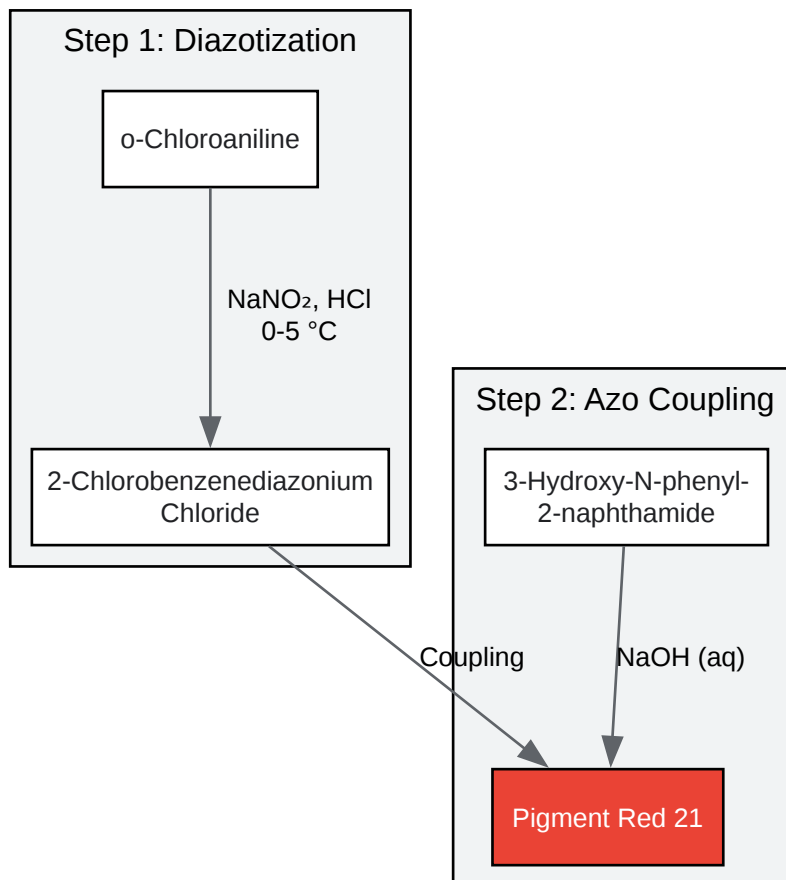 Step 1: Diazotization
o-Chloroaniline
NaNO₂, HCl
0-5 °C
2-Chlorobenzenediazonium
Chloride
Step 2: Azo Coupling
3-Hydroxy-N-phenyl-
2-naphthamide
Coupling
NaOH (aq)
Pigment Red 21